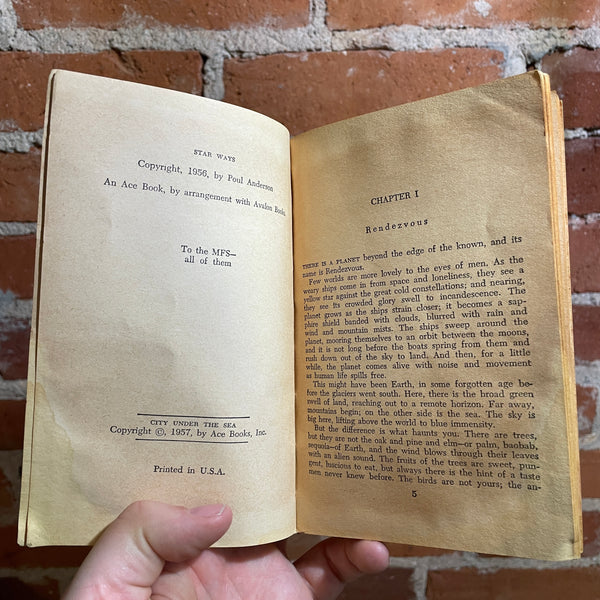 STAR WAYS
Copyright, 1956, by Poul Anderson
An Ace Book, by arrangement with Avalon Books.
To the MFS—
all of them
CITY UNDER THE SEA
Copyright ©, 1957, by Ace Books, Inc.
Printed in U.S.A.
CHAPTER I
Rendezvous
THERE IS A PLANET beyond the edge of the known, and its
name is Rendezvous.
Few worlds are more lovely to the eyes of men. As the
weary ships come in from space and loneliness, they see a
yellow star against the great cold constellations; and nearing,
they see its crowded glory swell to incandescence. The
planet grows as the ships strain closer; it becomes a sap-
phire shield banded with clouds, blurred with rain and
wind and mountain mists. The ships sweep around the
planet, mooring themselves to an orbit between the moons,
and it is not long before the boats spring from them and
rush down out of the sky to land. And then, for a little
while, the planet comes alive with noise and movement
as human life spills free.
This might have been Earth, in some forgotten age be-
fore the glaciers went south. Here, there is the broad green
swell of land, reaching out to a remote horizon. Far away,
mountains begin; on the other side is the sea. The sky is
big here, lifting above the world to blue immensity.
But the difference is what haunts you. There are trees,
but they are not the oak and pine and elm—or palm, baobab,
sequoia—of Earth, and the wind blows through their leaves
with an alien sound. The fruits of the trees are sweet, pun-
gent, luscious to eat, but always there is the hint of a taste
men never knew before. The birds are not yours; the an-
5